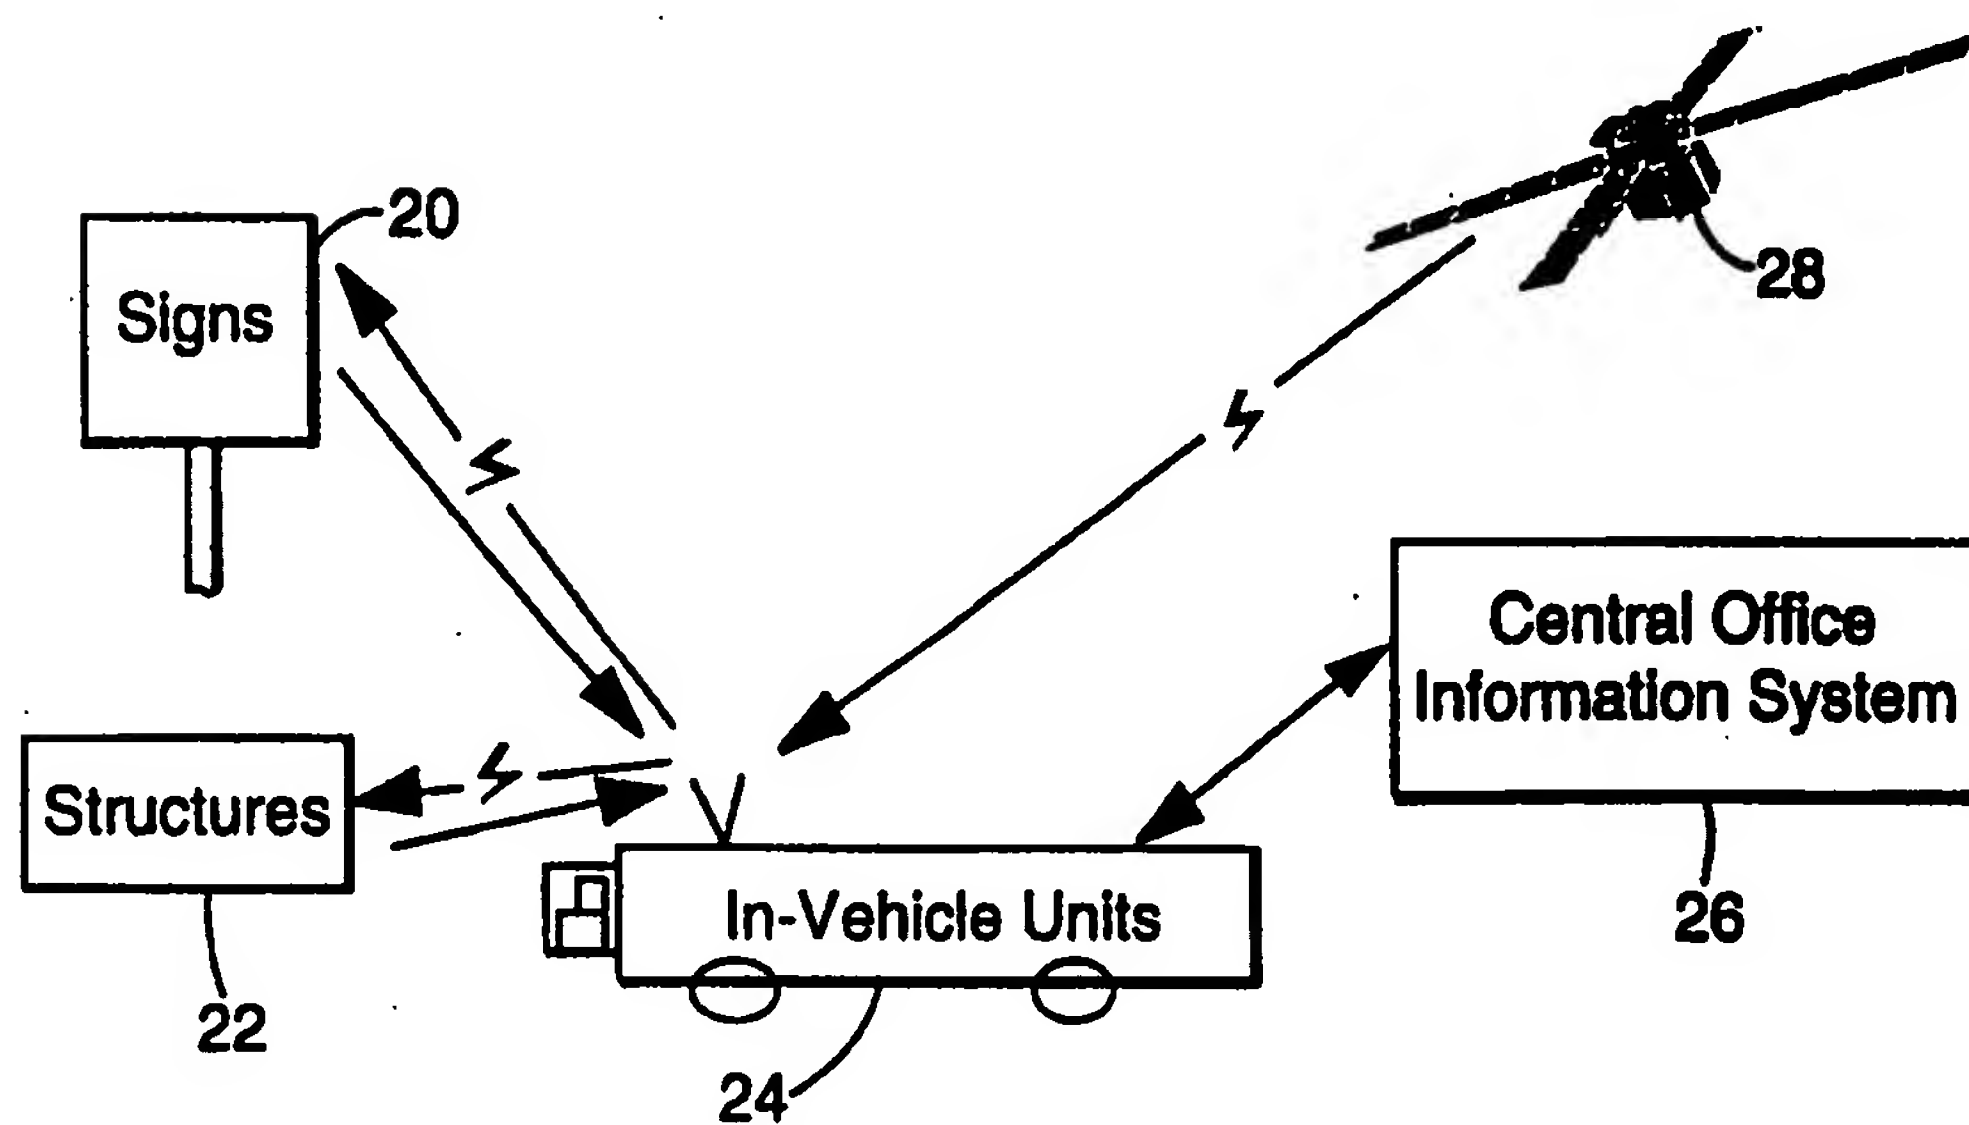 20
28
Signs
Central Office
Information System
Structures
In-Vehicle Units
26
22
24